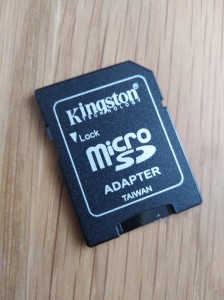 Kingston
TECHNOLOGY
Lock
micro
SD
ADAPTER
TAIWAN